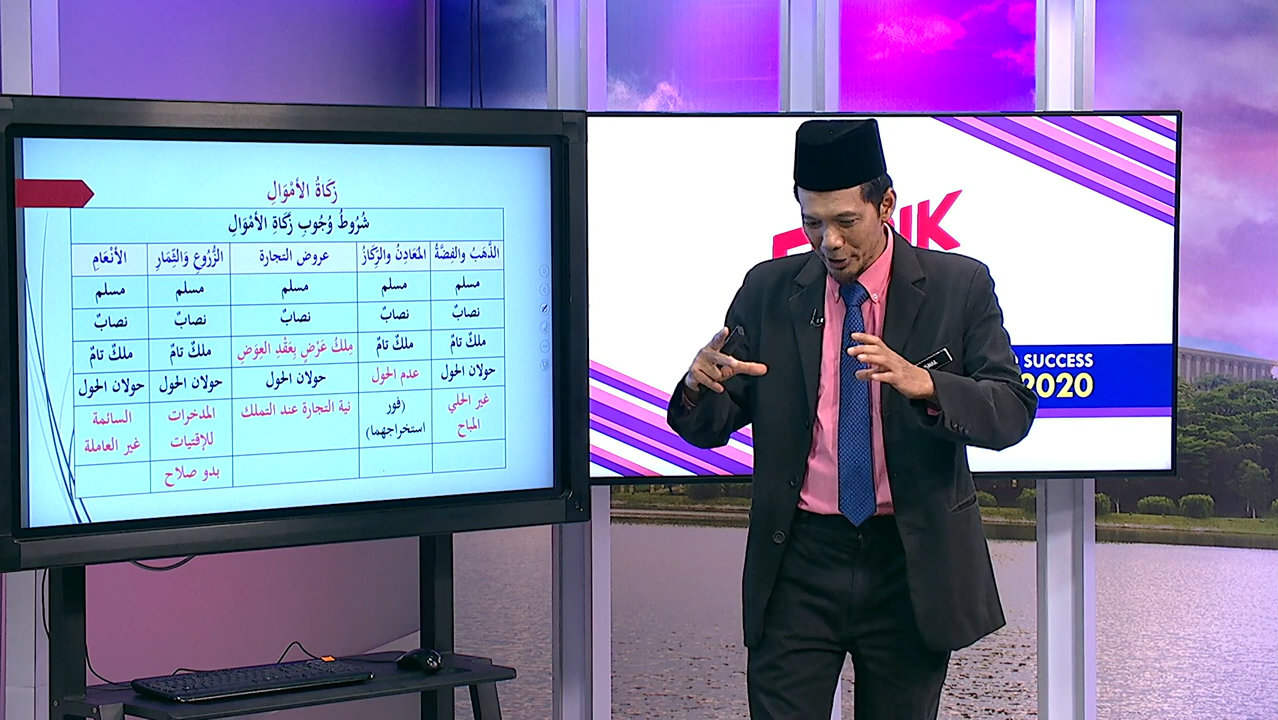 زَكَاةُ الأمْوَالِ
شُرُوطُ وُجُوبِ زَّكَاةِ الأمْوَالِ
الذَّهَبُ والفِضَّةُ المَعَادِنُ والرِّكَازُ عروض التجارة الزُّرُوعِ وَالثِّمَارِ الأنْعَامِ
مسلم مسلم مسلم مسلم مسلم
نصابٌ نصابٌ نصابٌ نصابٌ نصابٌ
ملكٌ تامٌ ملكٌ تامٌ مِلكُ عَرَضٍ بِعَقْدِ العِوَضِ ملكٌ تامٌ ملكٌ تامٌ
حولان الحول عدم الحول حولان الحول حولان الحول حولان الحول
غير الحلي (فور نية التجارة عند التملك المدخرات السائمة
المباح استخراجهما) للإقتيات غير العاملة
بدو صلاح
SUCCESS
2020